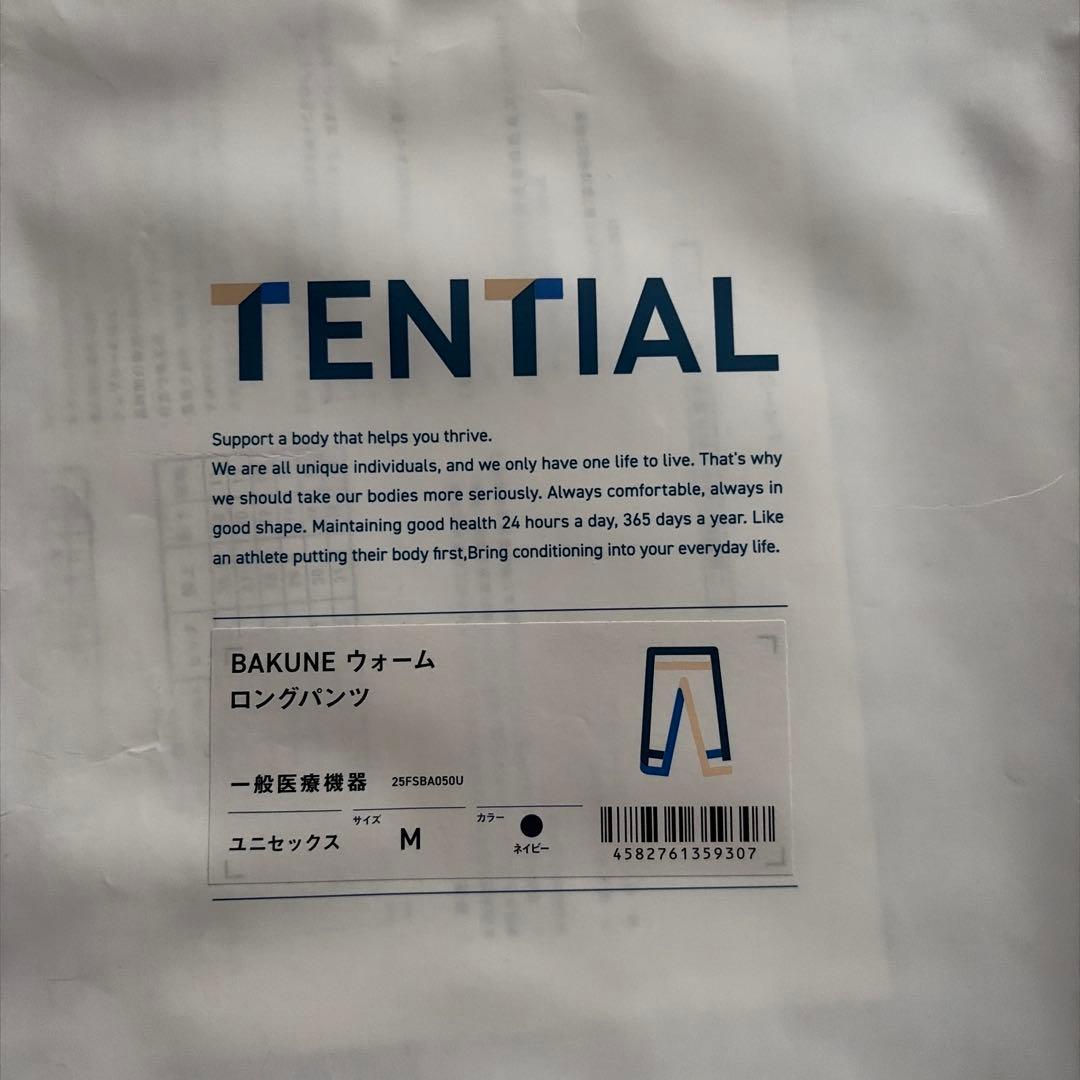 TENTIAL
Support a body that helps you thrive.
We are all unique individuals, and we only have one life to live. That's why
we should take our bodies more seriously. Always comfortable, always in
good shape. Maintaining good health 24 hours a day, 365 days a year. Like
an athlete putting their body first,Bring conditioning into your everyday life.
BAKUNE ウォーム
ロングパンツ
一般医療機器 25FSBA050U
ユニセックス
サイズ
M
カラー
ネイビー
4582761359307